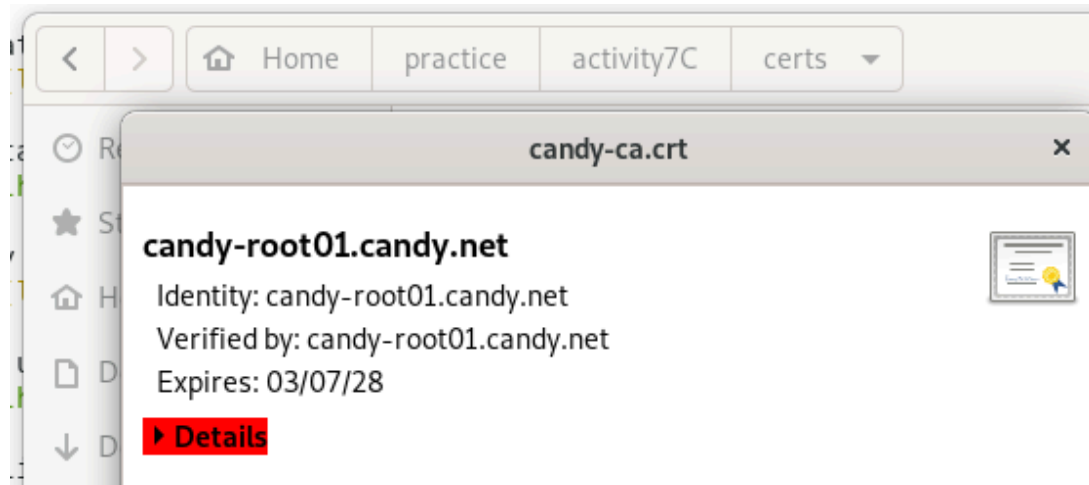 Home practice activity7C certs
candy-ca.crt
candy-root01.candy.net
Identity: candy-root01.candy.net
Verified by: candy-root01.candy.net
Expires: 03/07/28
Details